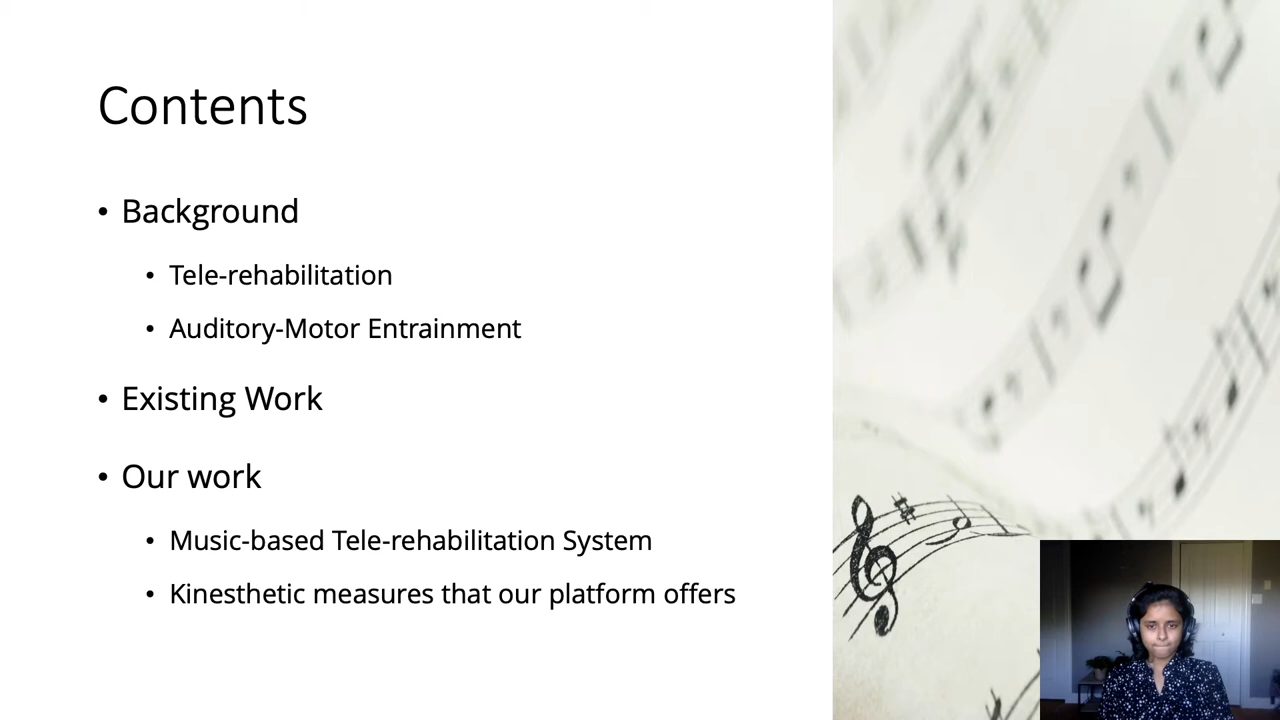 Contents
• Background
• Tele-rehabilitation
• Auditory-Motor Entrainment
• Existing Work
• Our work
• Music-based Tele-rehabilitation System
• Kinesthetic measures that our platform offers